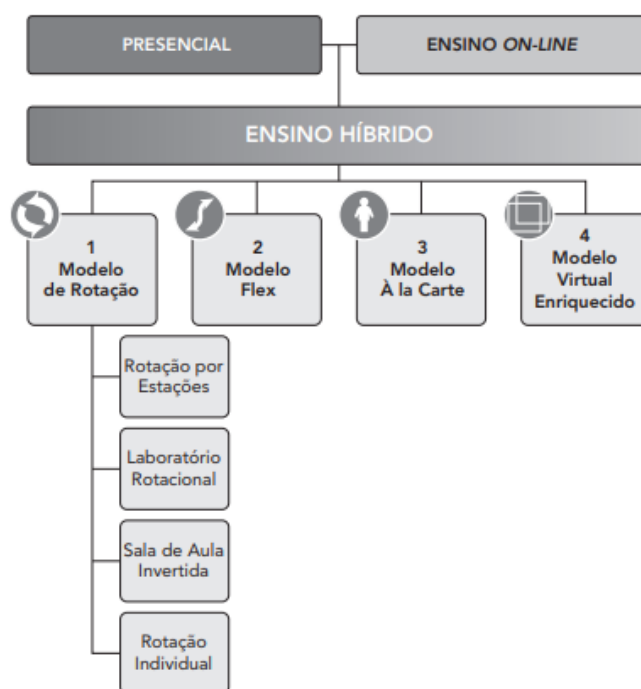 PRESENCIAL
ENSINO ON-LINE
ENSINO HÍBRIDO
1
Modelo
de Rotação
2
Modelo
Flex
3
Modelo
À la Carte
4
Modelo
Virtual
Enriquecido
Rotação por
Estações
Laboratório
Rotacional
Sala de Aula
Invertida
Rotação
Individual